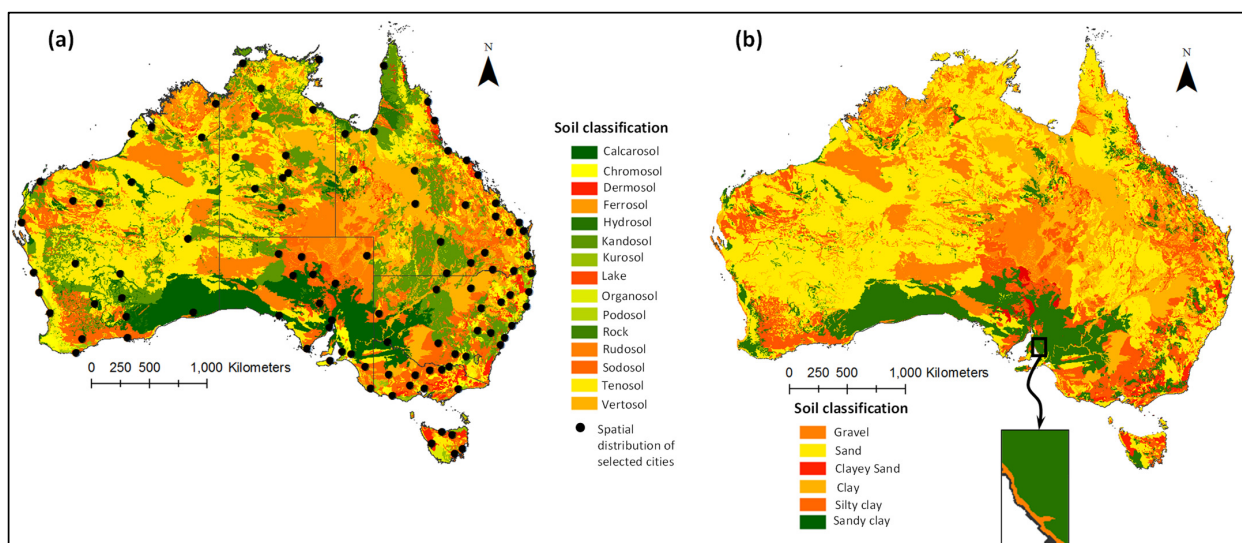 (a)
N
0 250 500 1,000 Kilometers
Soil classification
Calcarosol
Chromosol
Dermosol
Ferrosol
Hydrosol
Kandosol
Kurosol
Lake
Organosol
Podosol
Rock
Rudosol
Sodosol
Tenosol
Vertosol
Spatial
distribution of
selected cities
(b)
N
0 250 500 1,000 Kilometers
Soil classification
Gravel
Sand
Clayey Sand
Clay
Silty clay
Sandy clay